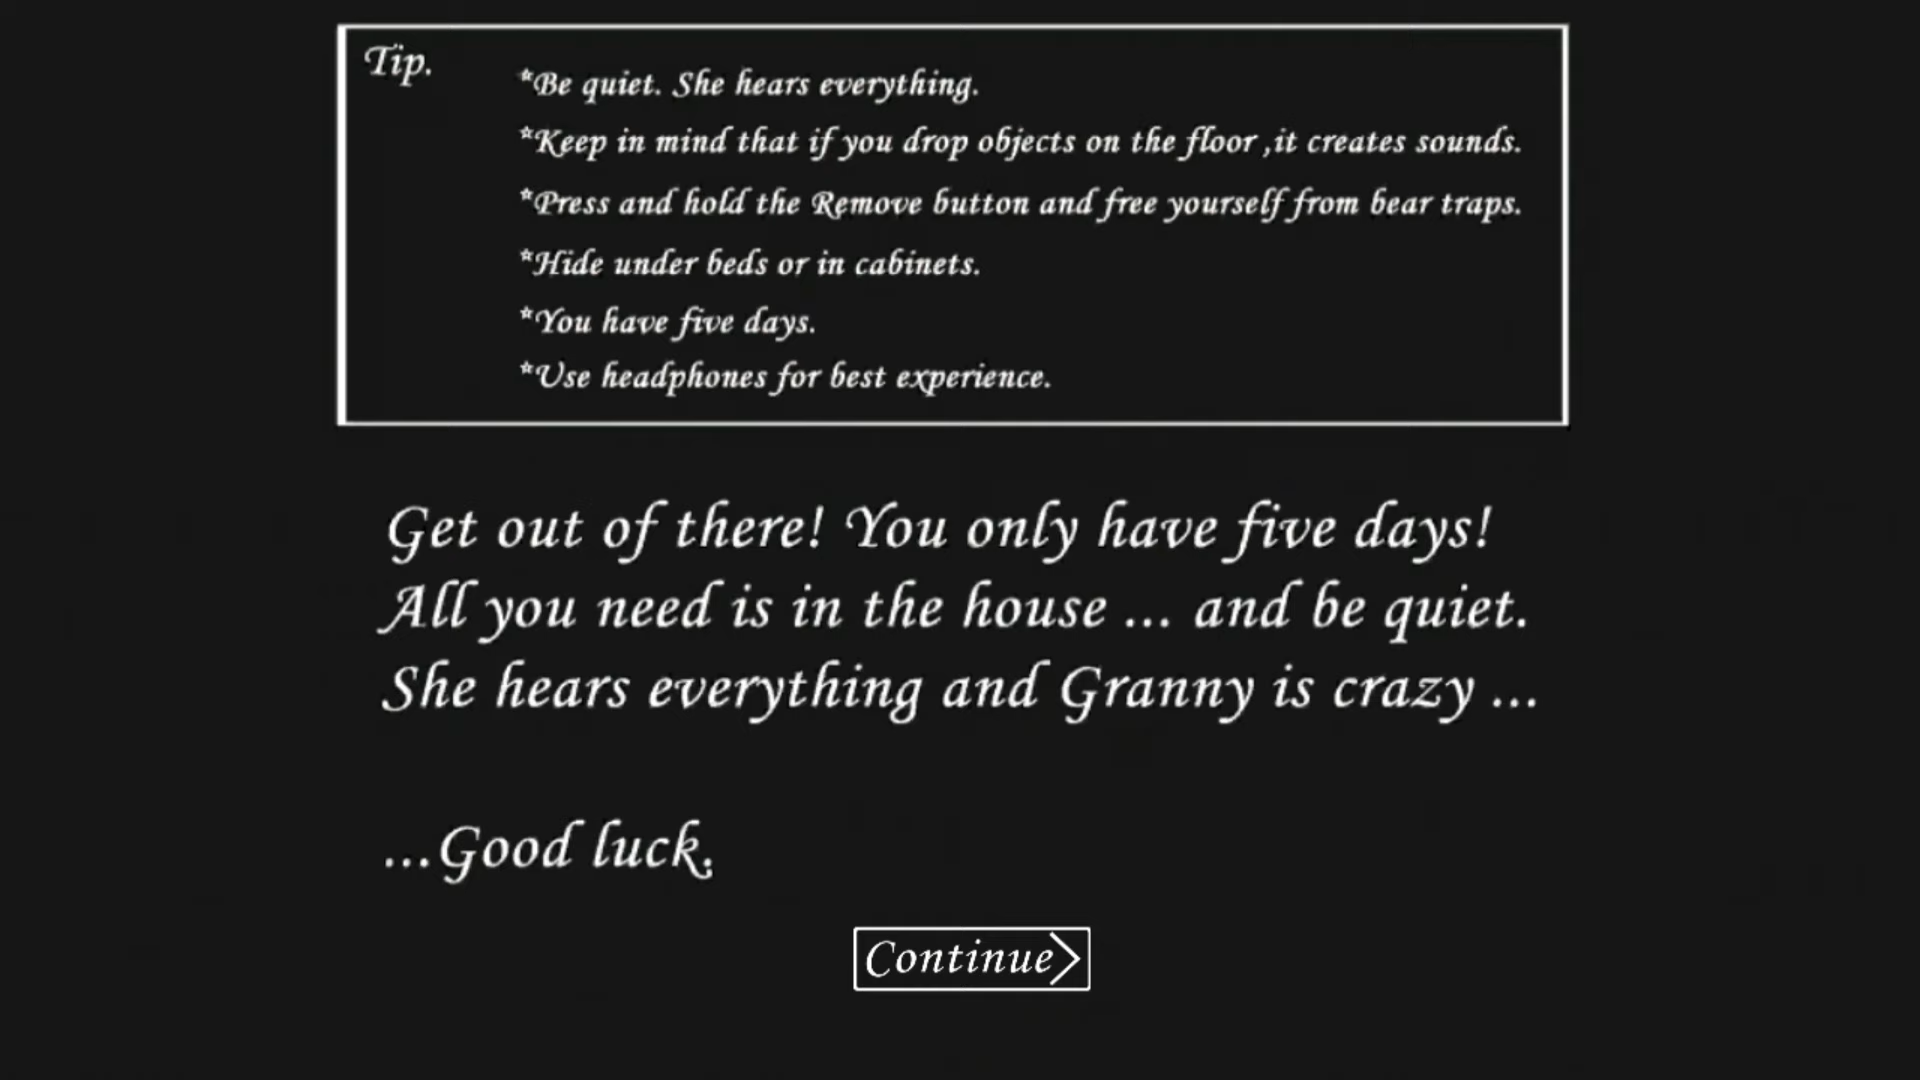 Tip.
*Be quiet. She hears everything.
*Keep in mind that if you drop objects on the floor ,it creates sounds.
*Press and hold the Remove button and free yourself from bear traps.
*Hide under beds or in cabinets.
*You have five days.
*Use headphones for best experience.
Get out of there! You only have five days!
All you need is in the house ... and be quiet.
She hears everything and Granny is crazy ...
...Good luck.
Continue>